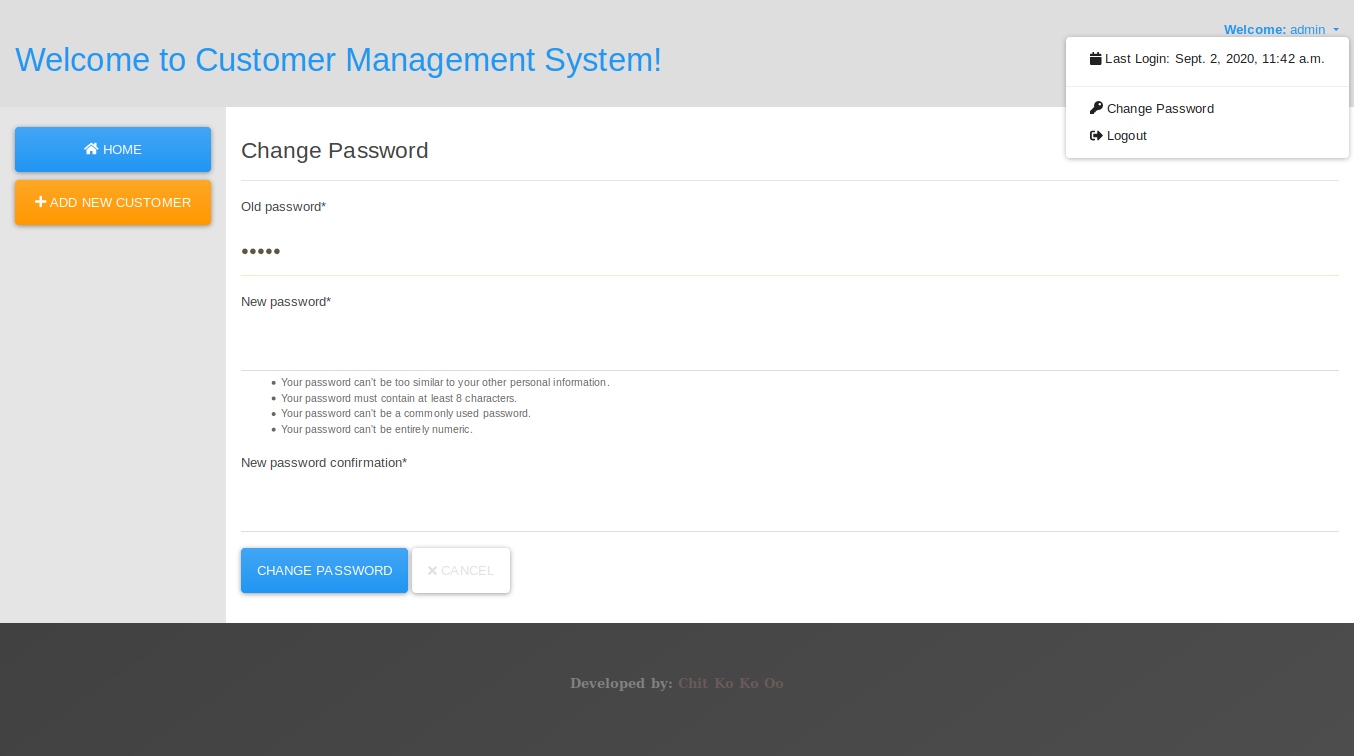 Welcome: admin
Welcome to Customer Management System!
Last Login: Sept. 2, 2020, 11:42 a.m.
Change Password
Logout
HOME
ADD NEW CUSTOMER
Change Password
Old password*
•••••
New password*
• Your password can't be too similar to your other personal information.
• Your password must contain at least 8 characters.
• Your password can't be a commonly used password.
• Your password can't be entirely numeric.
New password confirmation*
CHANGE PASSWORD
CANCEL
Developed by: Chit Ko Ko Oo